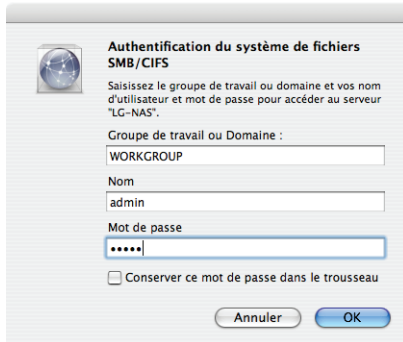 Authentification du système de fichiers
SMB/CIFS
Saisissez le groupe de travail ou domaine et vos nom
d'utilisateur et mot de passe pour accéder au serveur
"LG-NAS".
Groupe de travail ou Domaine :
WORKGROUP
Nom
admin
Mot de passe
•••••
Conserver ce mot de passe dans le trousseau
Annuler
OK